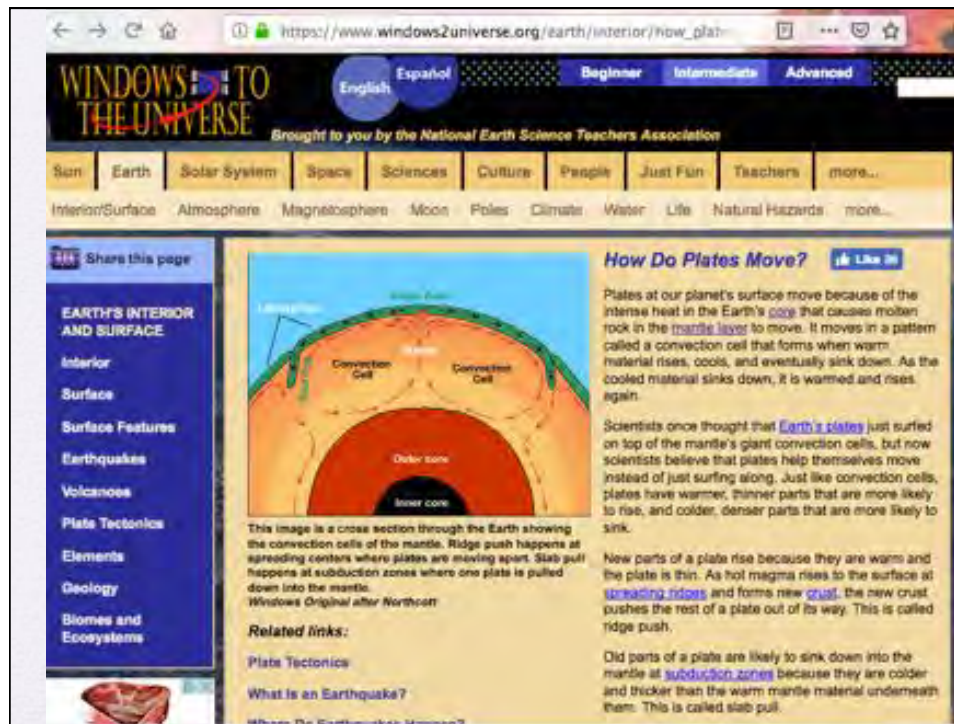 https://www.windows2universe.org/earth/interior/how_plat
WINDOWS TO
THE UNIVERSE
English
Español
Beginner
Intermediate
Advanced
Brought to you by the National Earth Science Teachers Association
Sun
Earth
Solar System
Space
Sciences
Culture
People
Just Fun
Teachers
more...
Interior/Surface
Atmosphere
Magnetosphere
Moon
Poles
Climate
Water
Life
Natural Hazards
more...
Share this page
EARTH'S INTERIOR
AND SURFACE
Interior
Surface
Surface Features
Earthquakes
Volcanoes
Plate Tectonics
Elements
Geology
Biomes and
Ecosystems
Convection
Cell
Convection
Cell
Outer core
Inner core
This image is a cross section through the Earth showing
the convection cells of the mantle. Ridge push happens at
spreading centers where plates are moving apart. Slab pull
happens at subduction zones where one plate is pulled
down into the mantle.
Windows Original after Northcott
Related links:
Plate Tectonics
What Is an Earthquake?
Where Do Earthquakes Happen?
How Do Plates Move?
Like
Plates at our planet's surface move because of the
intense heat in the Earth's core that causes molten
rock in the mantle layer to move. It moves in a pattern
called a convection cell that forms when warm
material rises, cools, and eventually sink down. As the
cooled material sinks down, it is warmed and rises
again.
Scientists once thought that Earth's plates just surfed
on top of the mantle's giant convection cells, but now
scientists believe that plates help themselves move
instead of just surfing along. Just like convection cells,
plates have warmer, thinner parts that are more likely
to rise, and colder, denser parts that are more likely to
sink.
New parts of a plate rise because they are warm and
the plate is thin. As hot magma rises to the surface at
spreading ridges and forms new crust, the new crust
pushes the rest of a plate out of its way. This is called
ridge push.
Old parts of a plate are likely to sink down into the
mantle at subduction zones because they are colder
and thicker than the warm mantle material underneath
them. This is called slab pull.